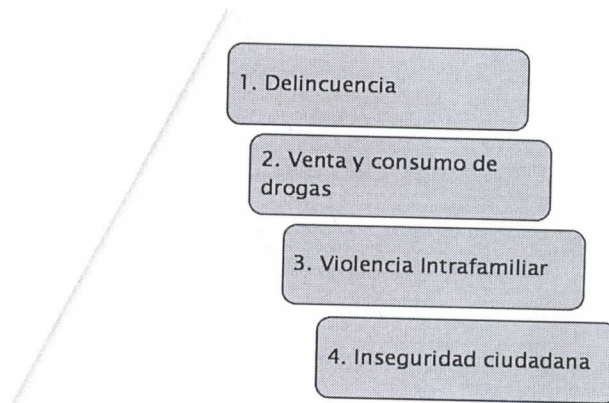 1. Delincuencia
2. Venta y consumo de
drogas
3. Violencia Intrafamiliar
4. Inseguridad ciudadana